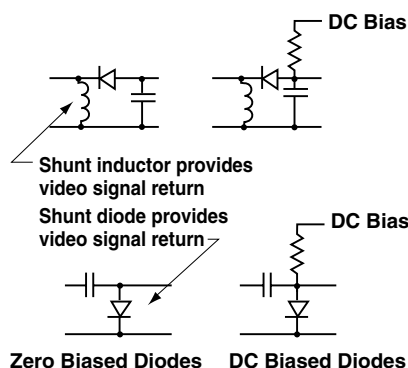 DC Bias
Shunt inductor provides
video signal return
Shunt diode provides
video signal return
DC Bias
Zero Biased Diodes
DC Biased Diodes